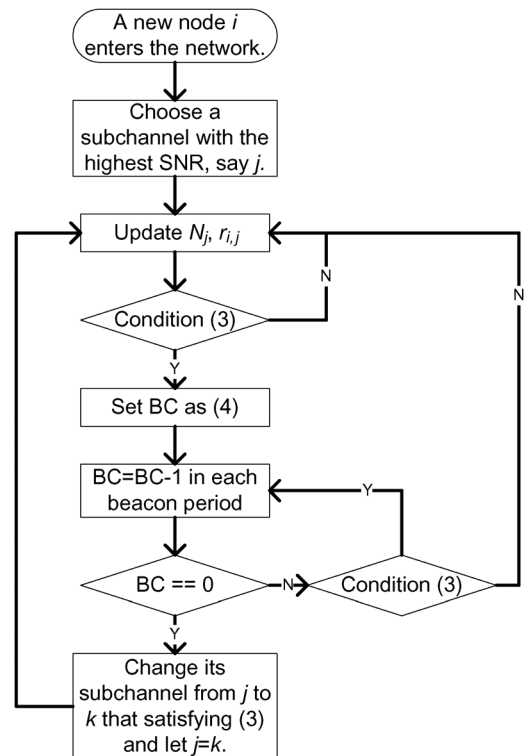 A new node i
enters the network.
Choose a
subchannel with the
highest SNR, say j.
Update Nj, ri,j
N
N
Condition (3)
Y
Set BC as (4)
BC=BC-1 in each
beacon period
Y
BC == 0
N
Condition (3)
Y
Change its
subchannel from j to
k that satisfying (3)
and let j=k.